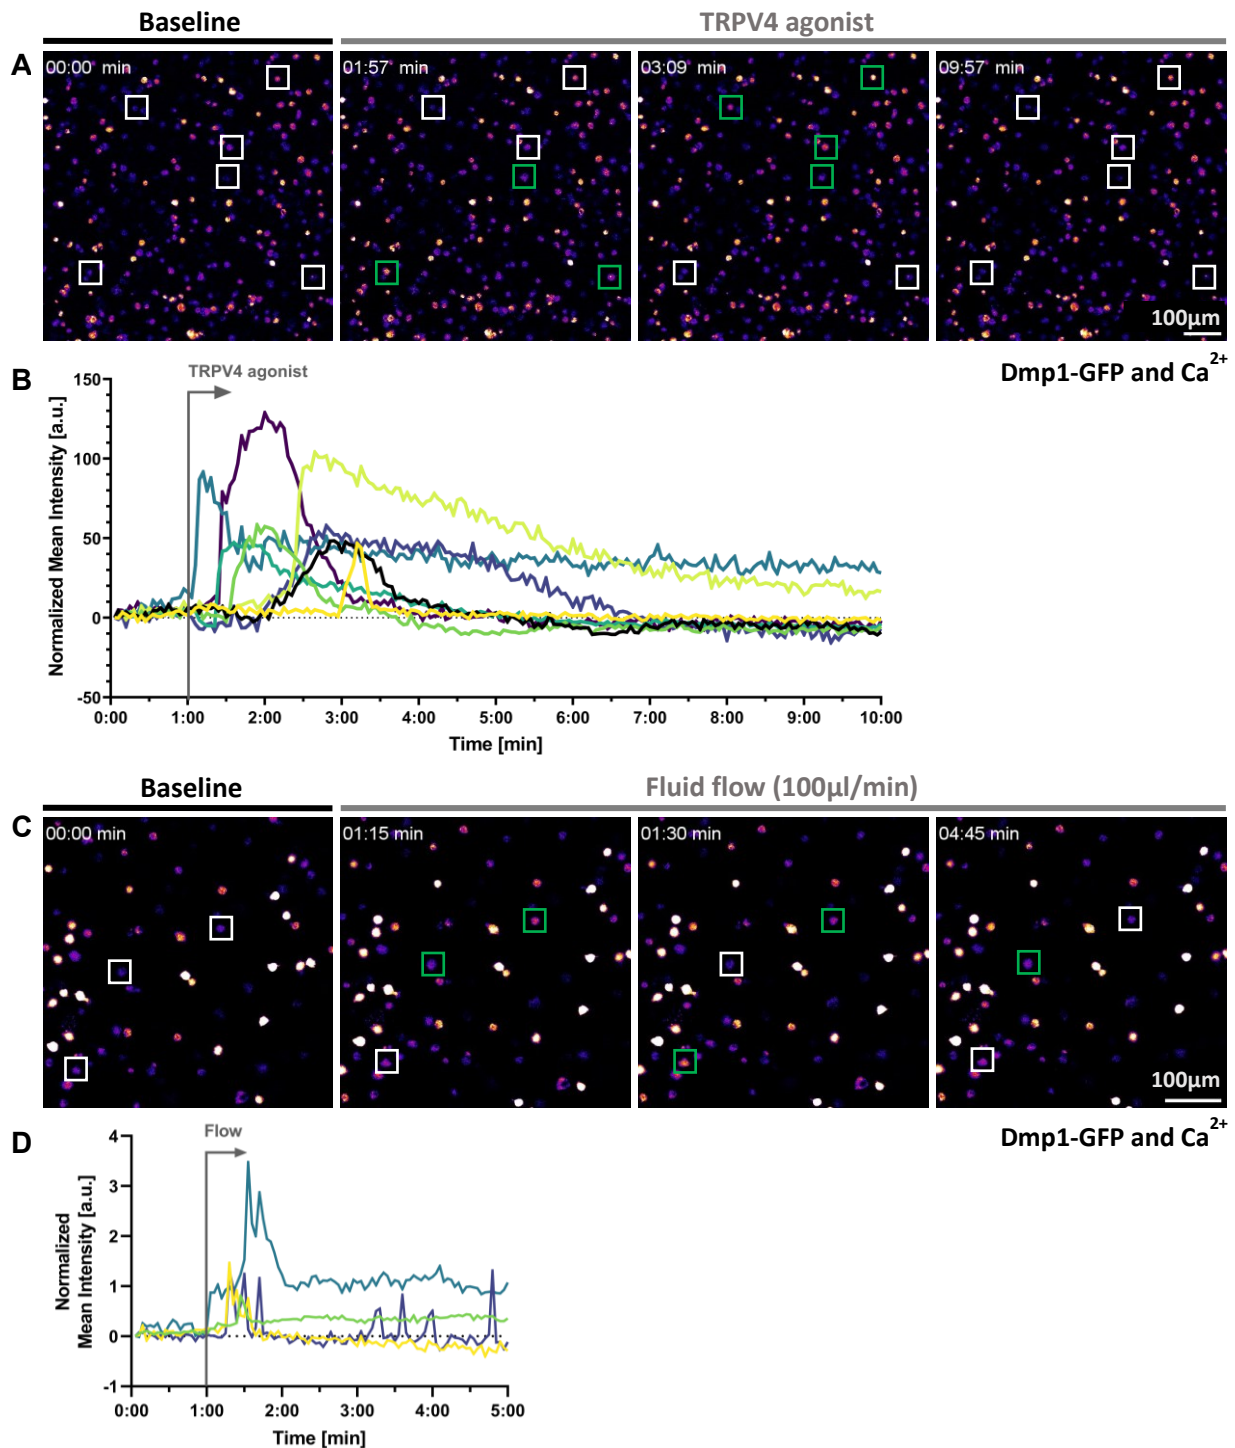 Baseline
TRPV4 agonist
A
00:00 min
01:57 min
03:09 min
09:57 min
100µm
Dmp1-GFP and Ca2+
B
TRPV4 agonist
Normalized Mean Intensity [a.u.]
150
100
50
0
-50
0:00 1:00 2:00 3:00 4:00 5:00 6:00 7:00 8:00 9:00 10:00
Time [min]
Baseline
Fluid flow (100µl/min)
C
00:00 min
01:15 min
01:30 min
04:45 min
100µm
Dmp1-GFP and Ca2+
D
Flow
Normalized
Mean Intensity [a.u.]
4
3
2
1
0
-1
0:00 1:00 2:00 3:00 4:00 5:00
Time [min]